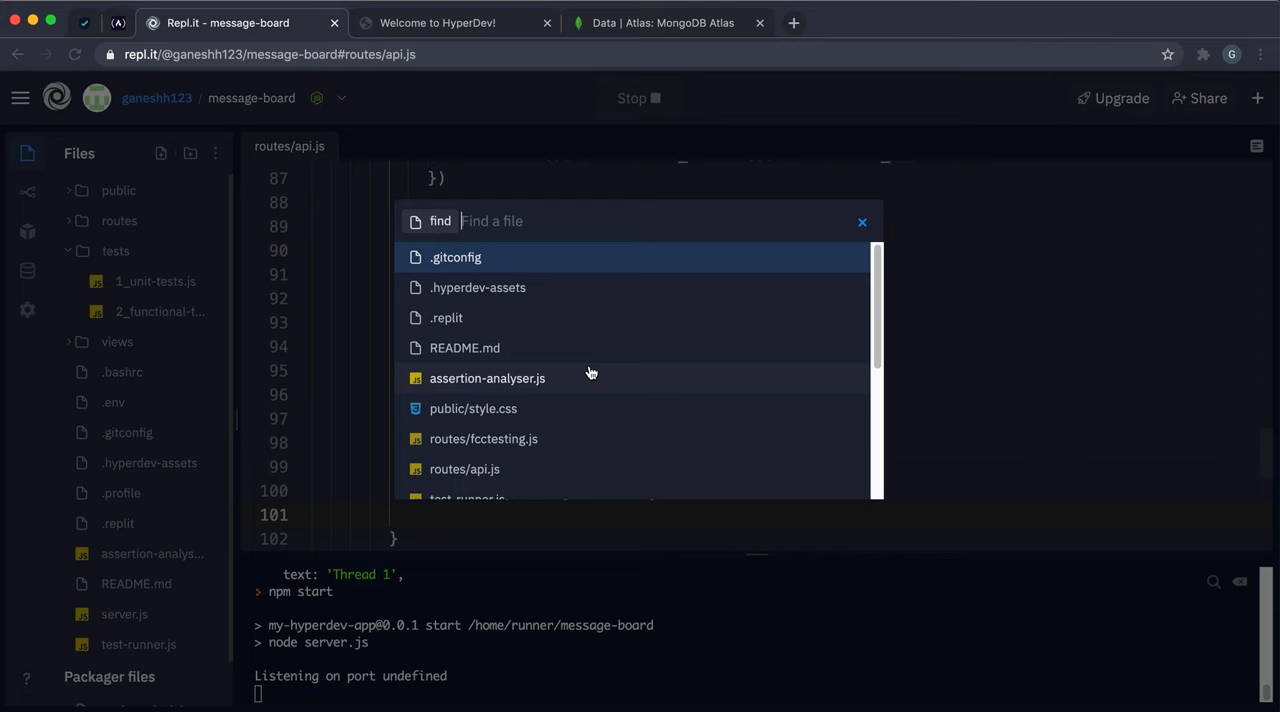 Repl.it - message-board
Welcome to HyperDev!
Data | Atlas: MongoDB Atlas
repl.it/@ganeshh123/message-board#routes/api.js
G
ganeshh123 / message-board
Stop
Upgrade
Share
Files
public
routes
tests
1_unit-tests.js
2_functional-t...
views
.bashrc
.env
.gitconfig
.hyperdev-assets
.profile
.replit
assertion-analys...
README.md
server.js
test-runner.js
Packager files
routes/api.js
87
})
88
89
90
91
92
93
94
95
96
97
98
99
100
101
102
}
find Find a file
.gitconfig
.hyperdev-assets
.replit
README.md
assertion-analyser.js
public/style.css
routes/fcctesting.js
routes/api.js
test-runner.js
text: 'Thread 1',
> npm start
> my-hyperdev-app@0.0.1 start /home/runner/message-board
> node server.js
Listening on port undefined
?